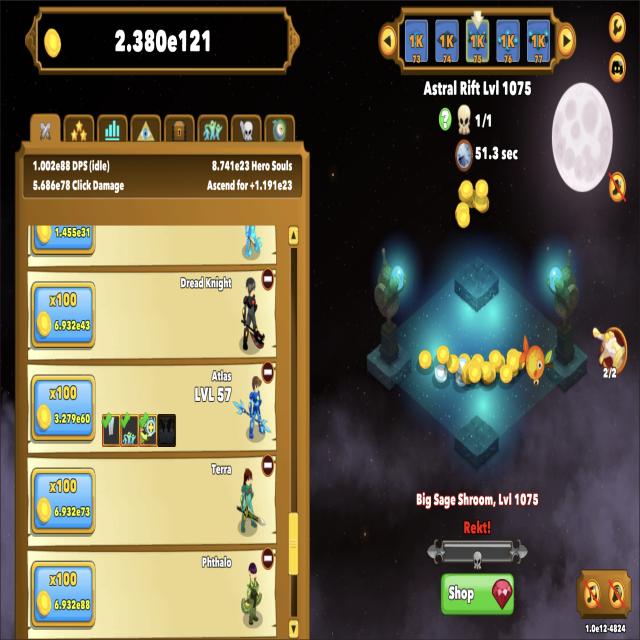 2.380e121
1.002e88 DPS (idle)
8.741e23 Hero Souls
5.686e78 Click Damage
Ascend for +1.191e23
1.455e31
Dread Knight
x100
6.932e43
Atlas
x100
LVL 57
3.279e60
Terra
x100
6.932e73
Phthalo
x100
6.932e88
1K 1K 1K 1K 1K
73 74 75 76 77
Astral Rift Lvl 1075
? 1/1
51.3 sec
2/2
Big Sage Shroom, Lvl 1075
Rekt!
Shop
1.0e12-4824